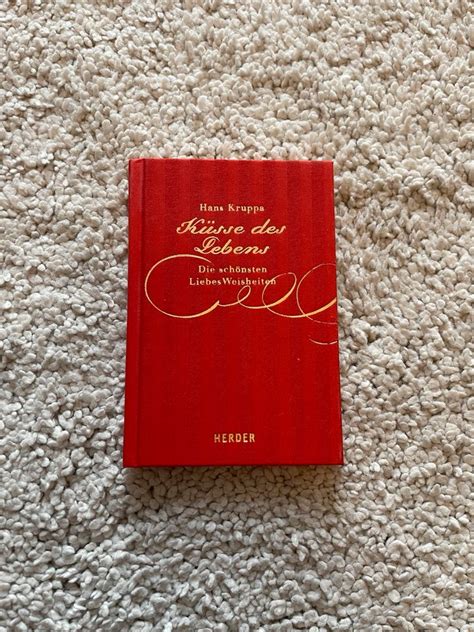 Hans Kruppa
Küsse des
Lebens
Die schönsten
LiebesWeisheiten
HERDER